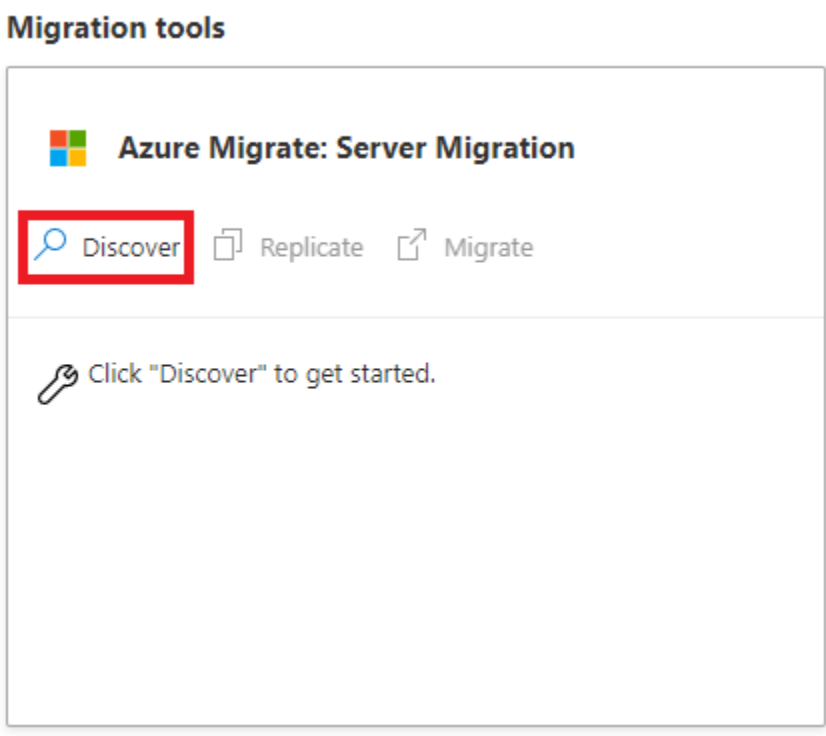 Migration tools
Azure Migrate: Server Migration
Discover Replicate Migrate
Click "Discover" to get started.